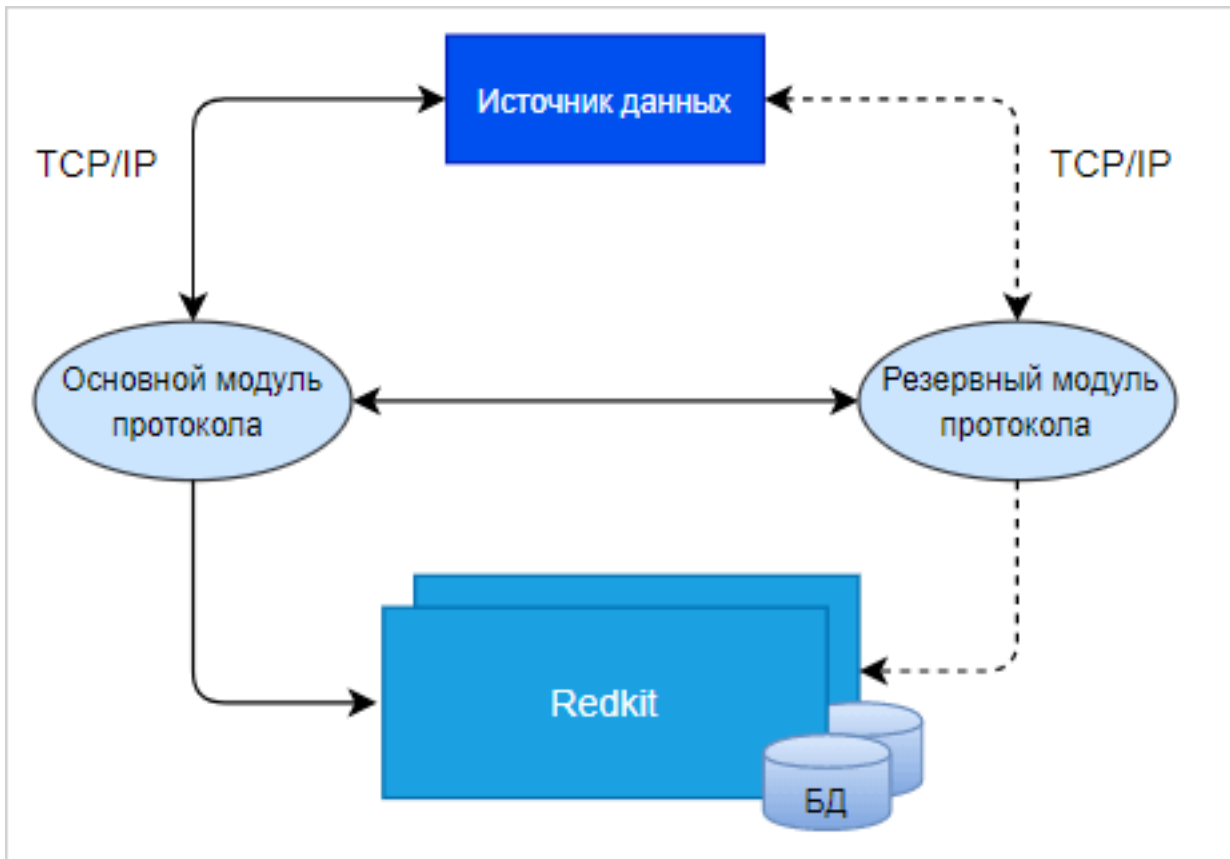 Источник данных
TCP/IP
TCP/IP
Основной модуль
протокола
Резервный модуль
протокола
Redkit
БД